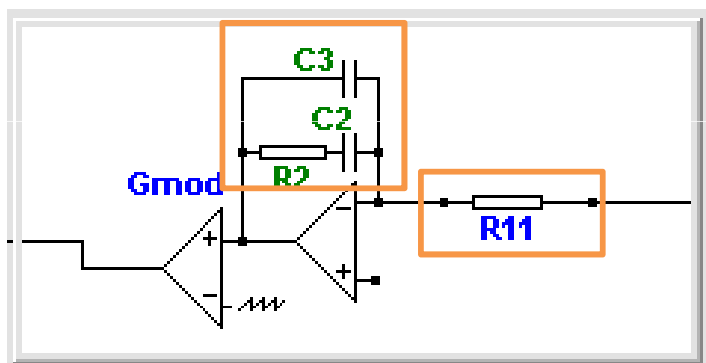 C3
C2
R2
Gmod
R11
+
−
−
+